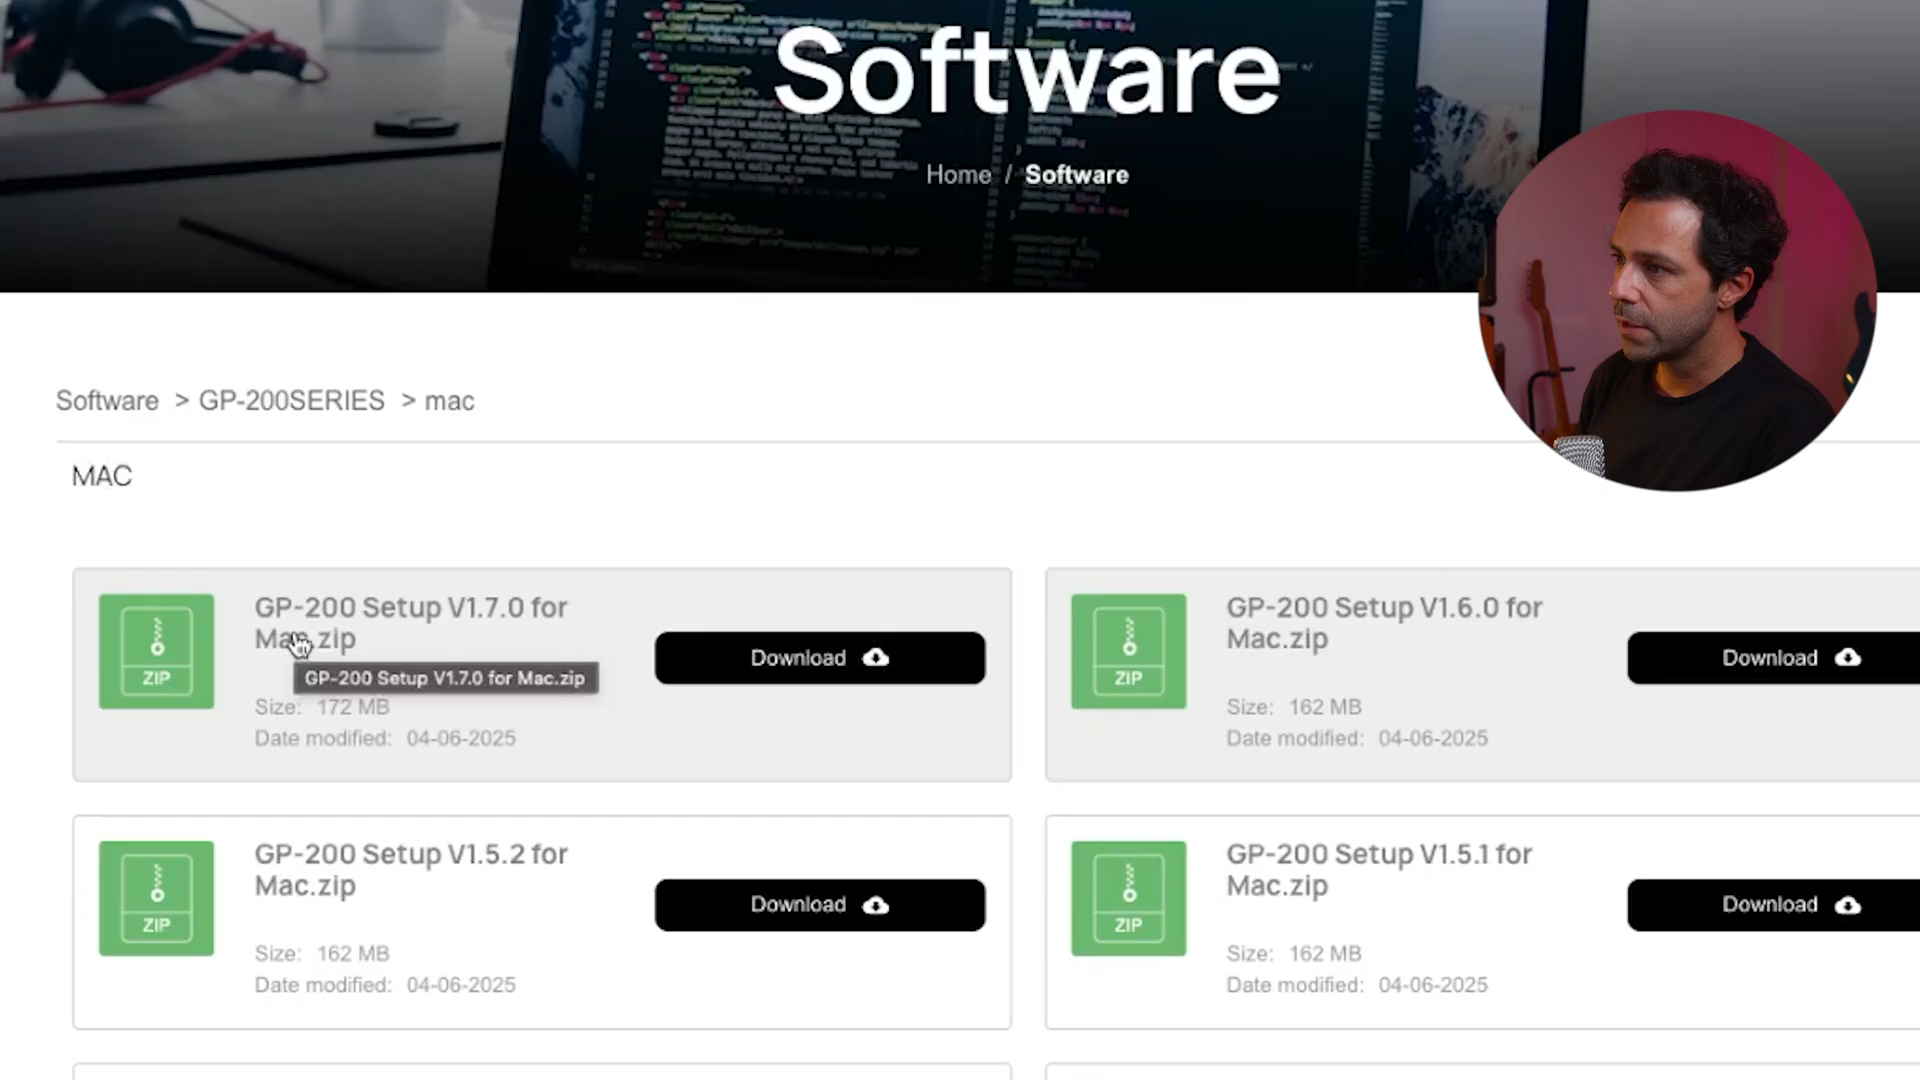 Software
Home / Software
Software > GP-200SERIES > mac
MAC
ZIP
GP-200 Setup V1.7.0 for
Mac.zip
GP-200 Setup V1.7.0 for Mac.zip
Size: 172 MB
Date modified: 04-06-2025
Download
ZIP
GP-200 Setup V1.6.0 for
Mac.zip
Size: 162 MB
Date modified: 04-06-2025
Download
ZIP
GP-200 Setup V1.5.2 for
Mac.zip
Size: 162 MB
Date modified: 04-06-2025
Download
ZIP
GP-200 Setup V1.5.1 for
Mac.zip
Size: 162 MB
Date modified: 04-06-2025
Download